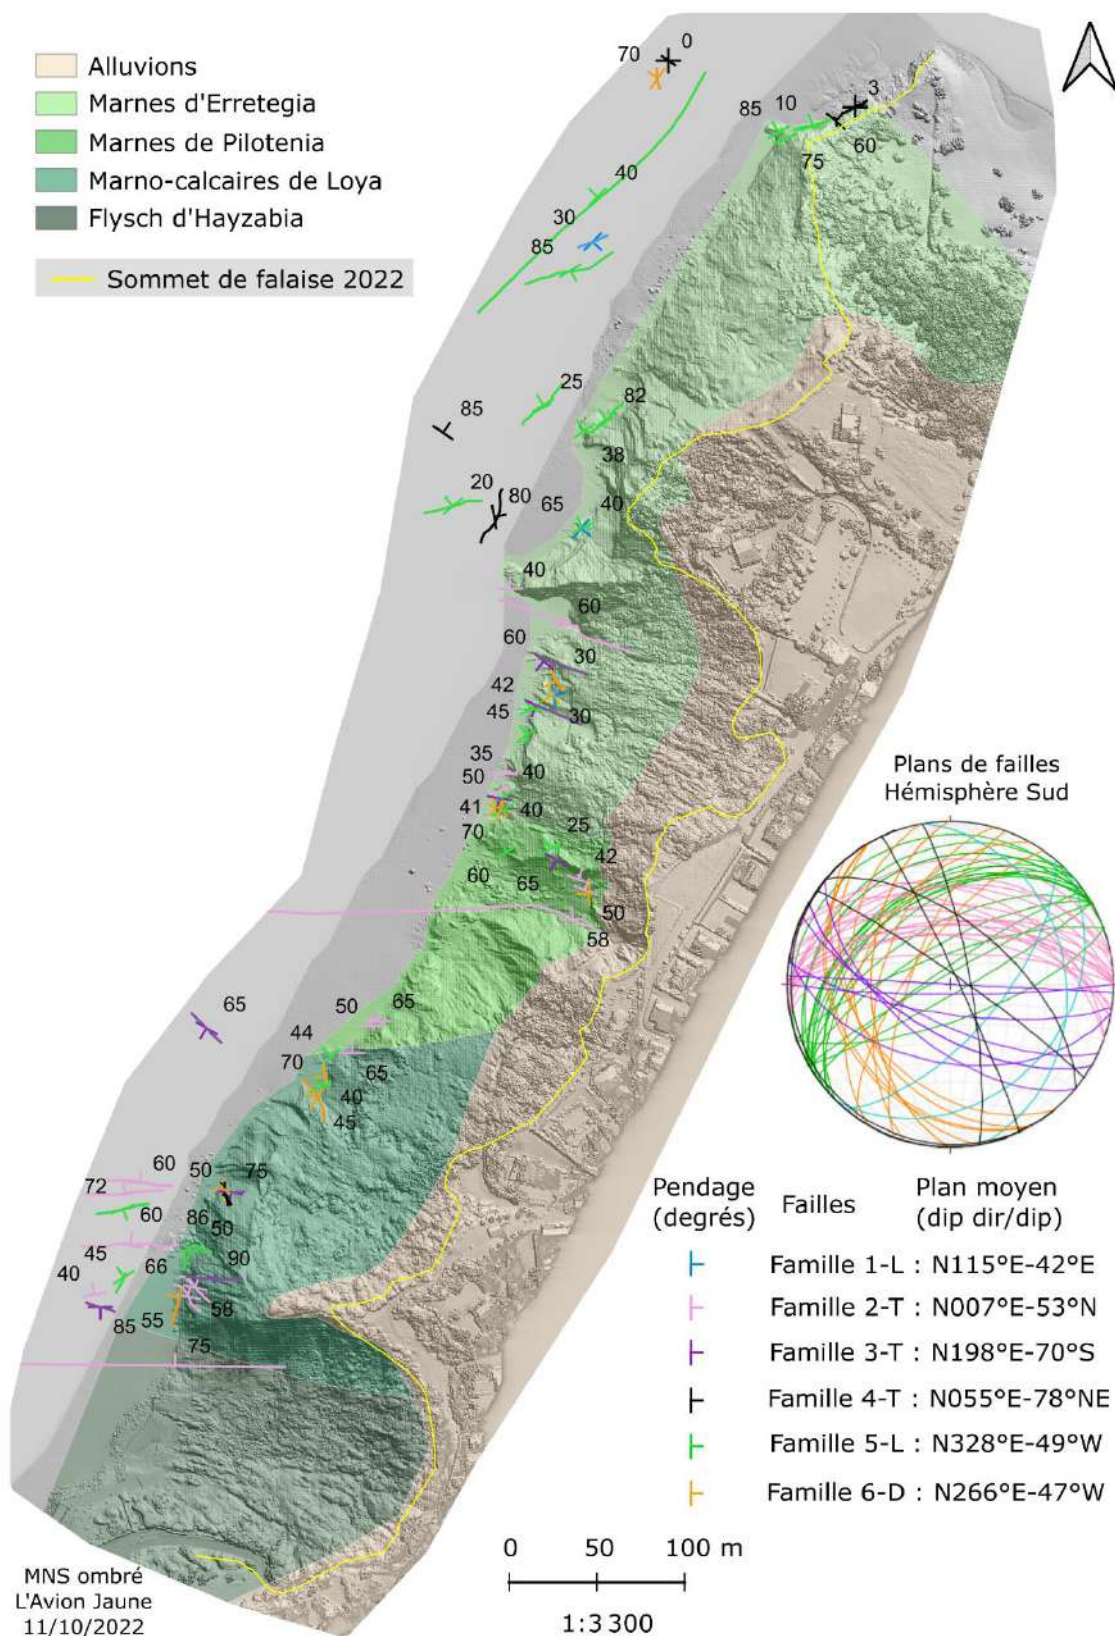 Alluvions
Marnes d'Erretegia
Marnes de Pilotenia
Marno-calcaires de Loya
Flysch d'Hayzabia
Sommet de falaise 2022
70
0
85
10
3
60
75
40
30
85
25
82
85
38
20
80
65
40
40
60
60
30
42
45
30
35
50
40
41
40
70
25
42
60
65
50
58
65
50
65
44
70
65
40
45
60
50
75
72
60
86
50
45
90
40
66
58
85
55
75
Plans de failles
Hémisphère Sud
Pendage
(degrés)
Failles
Plan moyen
(dip dir/dip)
Famille 1-L : N115°E-42°E
Famille 2-T : N007°E-53°N
Famille 3-T : N198°E-70°S
Famille 4-T : N055°E-78°NE
Famille 5-L : N328°E-49°W
Famille 6-D : N266°E-47°W
0 50 100 m
1:3 300
MNS ombré
L'Avion Jaune
11/10/2022